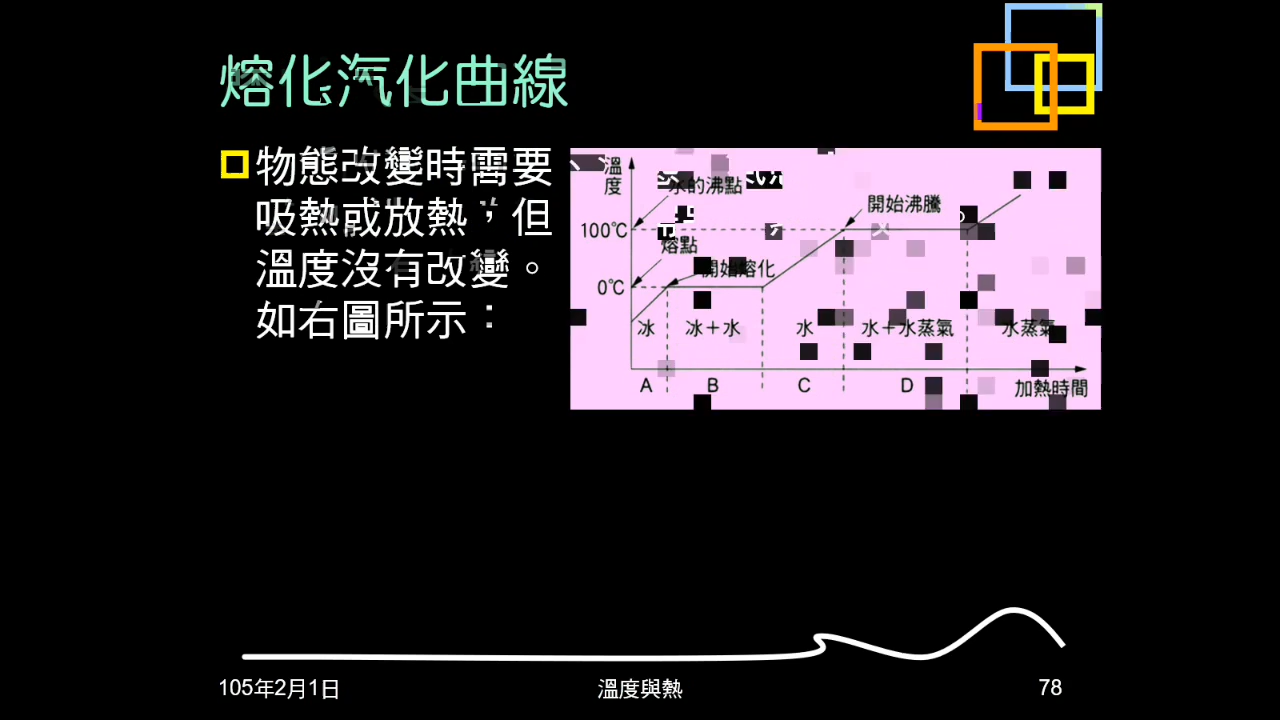 熔化汽化曲線
物態改變時需要
吸熱或放熱，但
溫度沒有改變。
如右圖所示：
溫度
水的沸點
開始沸騰
100℃
熔點
開始熔化
0℃
冰
冰＋水
水
水＋水蒸氣
水蒸氣
A
B
C
D
加熱時間
105年2月1日
溫度與熱
78